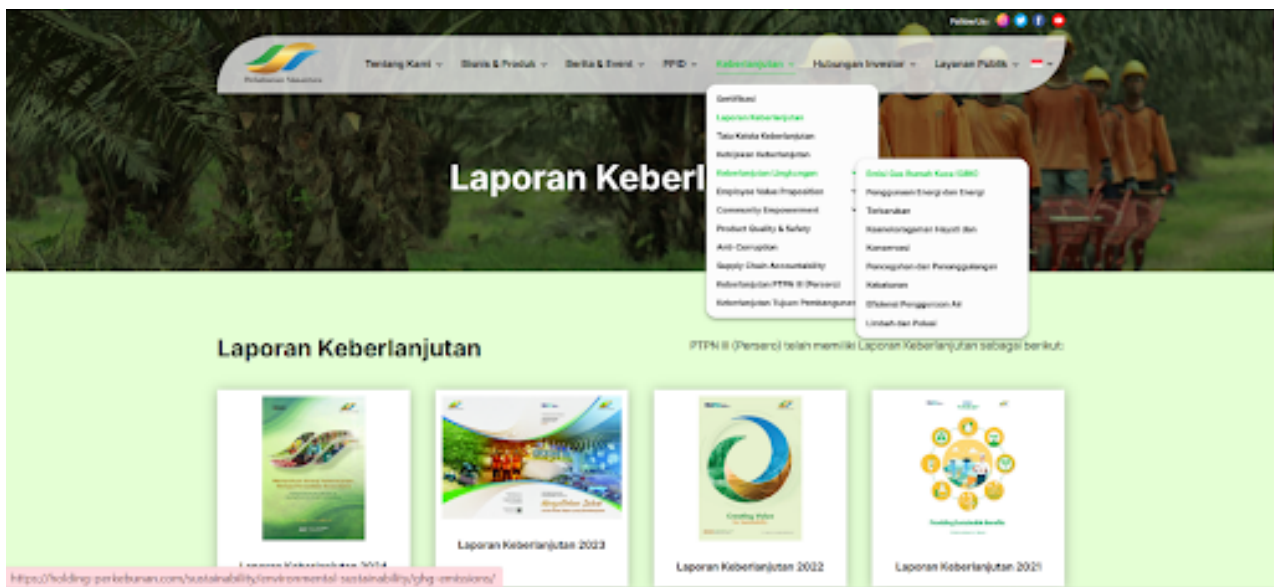 Follow Us:
Perkebunan Nusantara
Tentang Kami
Bisnis & Produk
Berita & Event
PPID
Keberlanjutan
Hubungan Investor
Layanan Publik
Sertifikasi
Laporan Keberlanjutan
Tata Kelola Keberlanjutan
Kebijakan Keberlanjutan
Keberlanjutan Lingkungan
Employee Value Proposition
Community Empowerment
Product Quality & Safety
Anti-Corruption
Supply Chain Accountability
Keberlanjutan PTPN III (Persero)
Keberlanjutan Tujuan Pembangunan
Emisi Gas Rumah Kaca (GRK)
Penggunaan Energi dan Energi
Terbarukan
Keanekaragaman Hayati dan
Konservasi
Pencegahan dan Penanggulangan
Kebakaran
Efisiensi Penggunaan Air
Limbah dan Polusi
Laporan Keberl
Laporan Keberlanjutan
PTPN III (Persero) telah memiliki Laporan Keberlanjutan sebagai berikut:
Creating Value
Laporan Keberlanjutan 2024
Laporan Keberlanjutan 2023
Laporan Keberlanjutan 2022
Laporan Keberlanjutan 2021
https://holding-perkebunan.com/sustainability/environmental-sustainability/ghg-emissions/